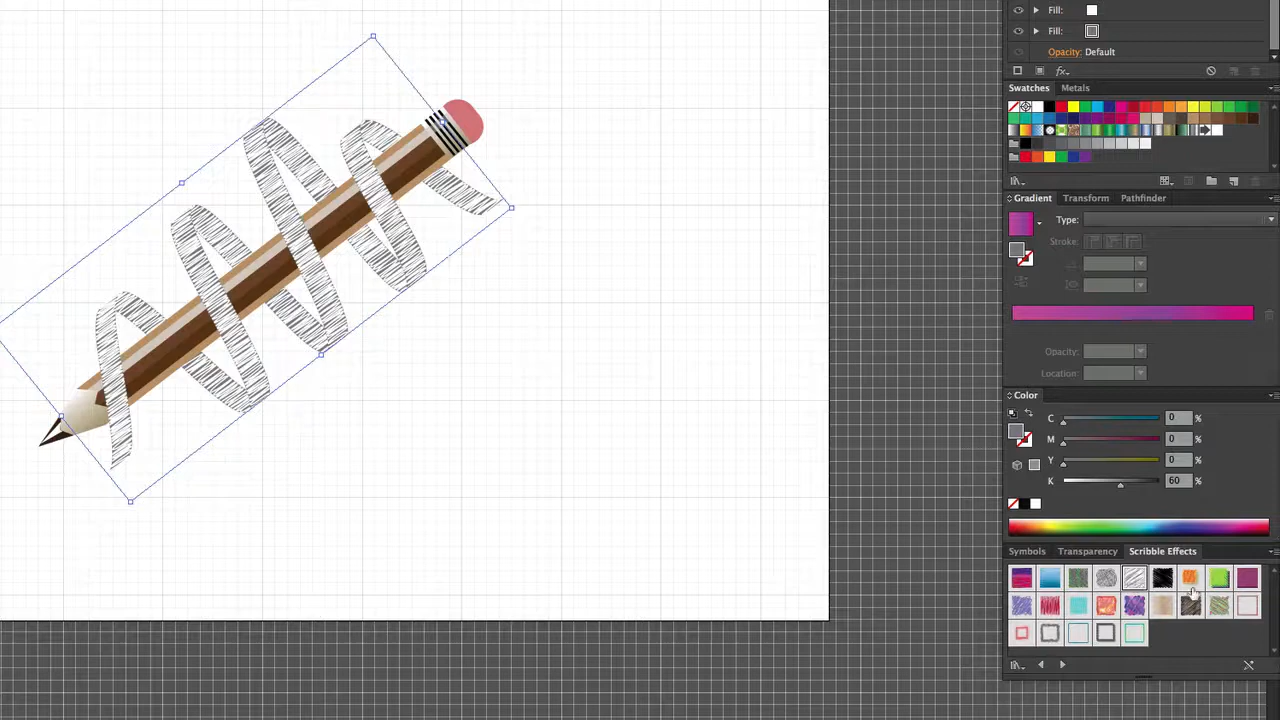 Fill:
Fill:
Opacity: Default
fx.
Swatches Metals
Gradient Transform Pathfinder
Type:
Stroke:
Opacity:
Location:
Color
C 0 %
M 0 %
Y 0 %
K 60 %
Symbols Transparency Scribble Effects